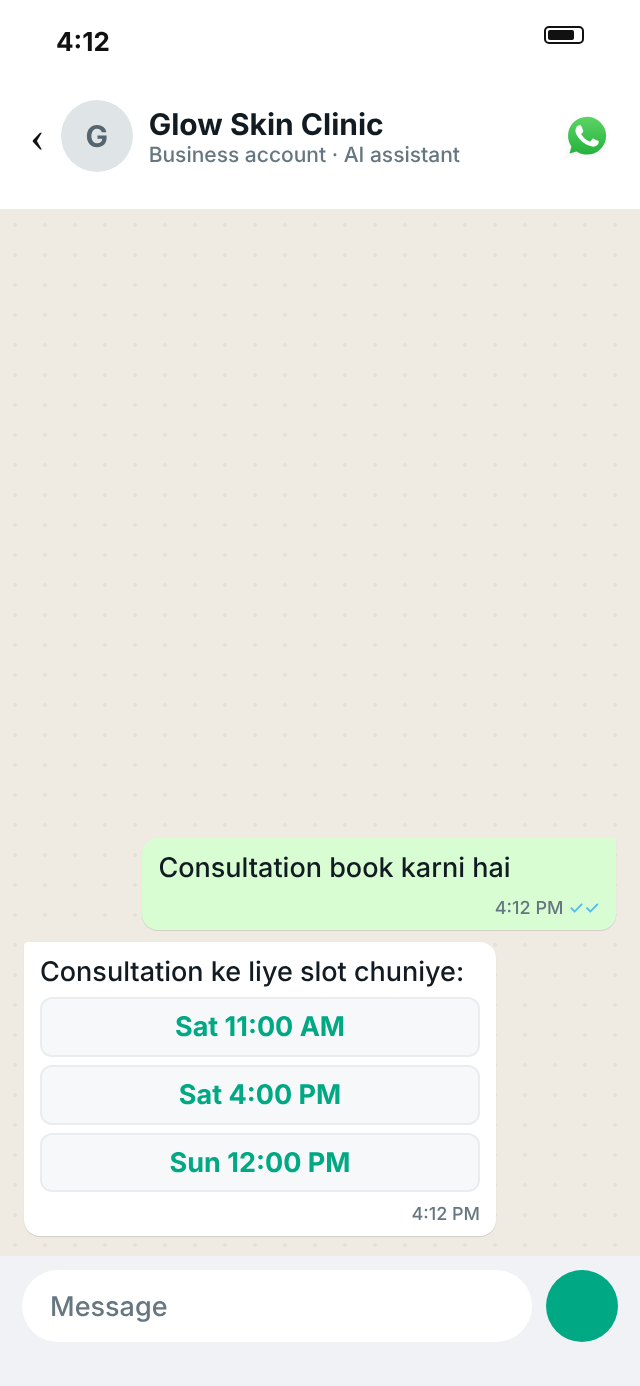 4:12
‹
G
Glow Skin Clinic
Business account · AI assistant
Consultation book karni hai
4:12 PM ✓✓
Consultation ke liye slot chuniye:
Sat 11:00 AM
Sat 4:00 PM
Sun 12:00 PM
4:12 PM
Message